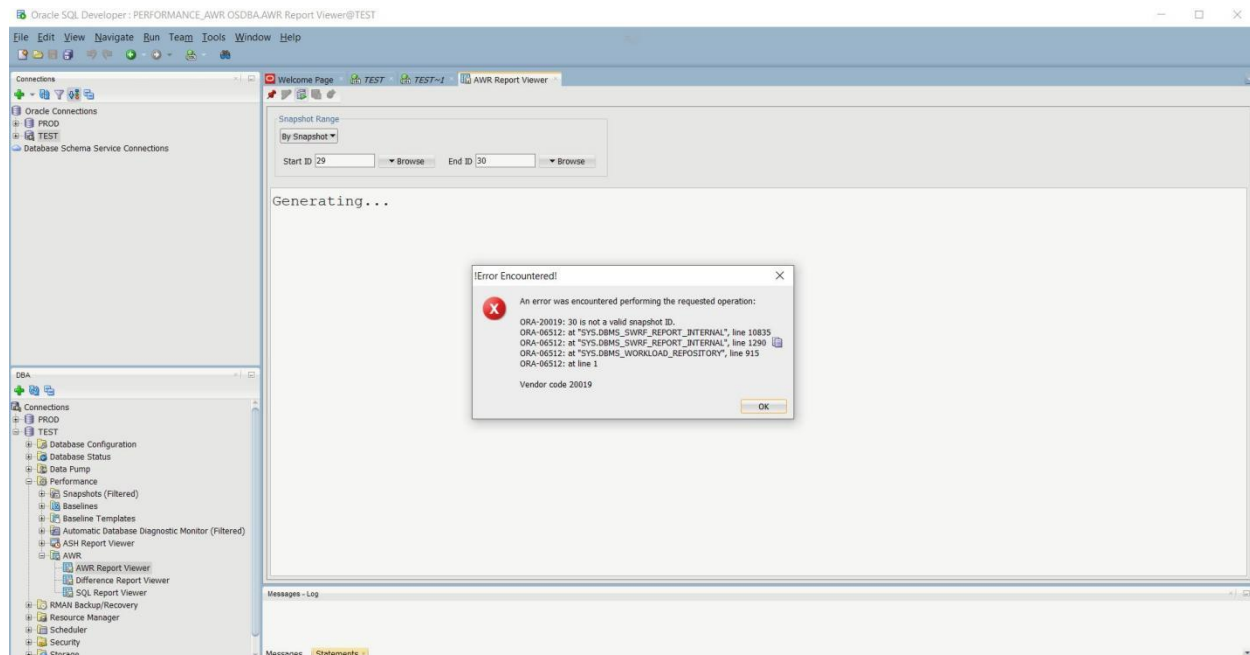 Oracle SQL Developer : PERFORMANCE_AWR OSDBA.AWR Report Viewer@TEST
File Edit View Navigate Run Team Tools Window Help
Connections
Oracle Connections
PROD
TEST
Database Schema Service Connections
DBA
Connections
PROD
TEST
Database Configuration
Database Status
Data Pump
Performance
Snapshots (Filtered)
Baselines
Baseline Templates
Automatic Database Diagnostic Monitor (Filtered)
ASH Report Viewer
AWR
AWR Report Viewer
Difference Report Viewer
SQL Report Viewer
RMAN Backup/Recovery
Resource Manager
Scheduler
Security
Storage
Welcome Page TEST TEST~1 AWR Report Viewer
Snapshot Range
By Snapshot
Start ID 29 Browse End ID 30 Browse
Generating...
!Error Encountered!
An error was encountered performing the requested operation:
ORA-20019: 30 is not a valid snapshot ID.
ORA-06512: at "SYS.DBMS_SWRF_REPORT_INTERNAL", line 10835
ORA-06512: at "SYS.DBMS_SWRF_REPORT_INTERNAL", line 1290
ORA-06512: at "SYS.DBMS_WORKLOAD_REPOSITORY", line 915
ORA-06512: at line 1
Vendor code 20019
OK
Messages - Log
Messages Statements